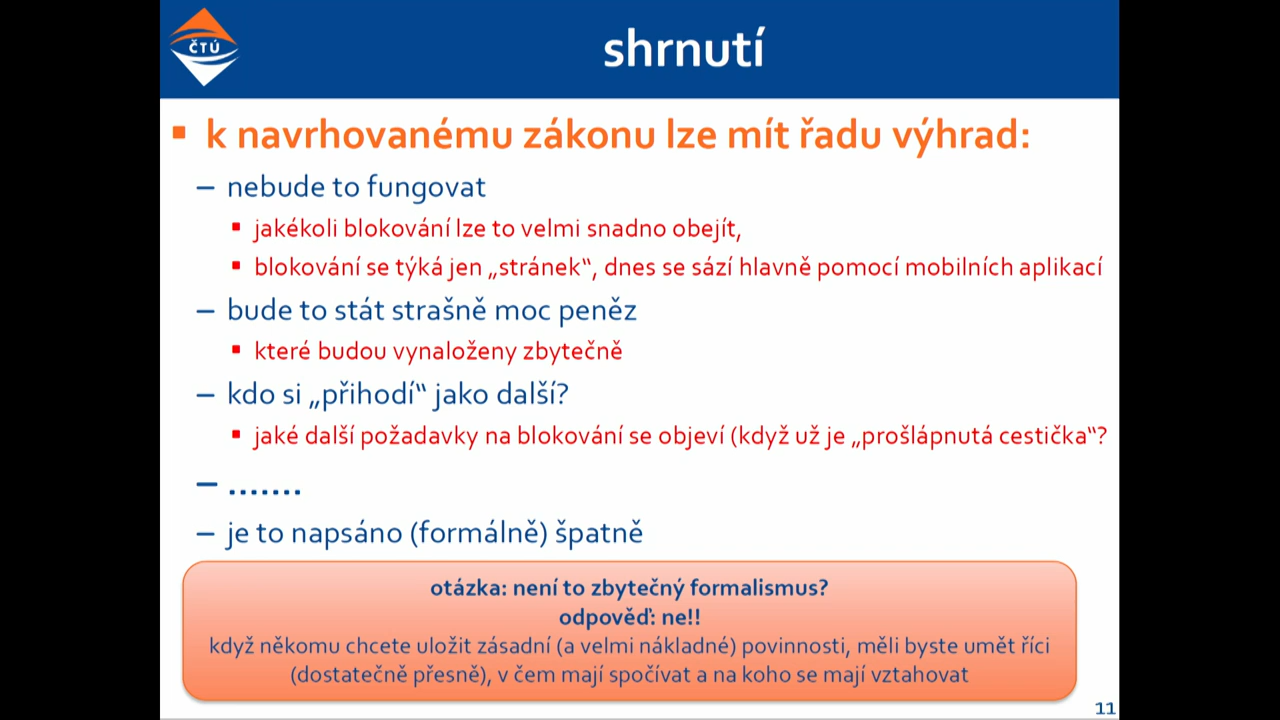 ČTÚ
shrnutí
▪ k navrhovanému zákonu lze mít řadu výhrad:
– nebude to fungovat
▪ jakékoli blokování lze to velmi snadno obejít,
▪ blokování se týká jen „stránek“, dnes se sází hlavně pomocí mobilních aplikací
– bude to stát strašně moc peněz
▪ které budou vynaloženy zbytečně
– kdo si „přihodí“ jako další?
▪ jaké další požadavky na blokování se objeví (když už je „prošlápnutá cestička“?
– .......
– je to napsáno (formálně) špatně
otázka: není to zbytečný formalismus?
odpověď: ne!!
když někomu chcete uložit zásadní (a velmi nákladné) povinnosti, měli byste umět říci
(dostatečně přesně), v čem mají spočívat a na koho se mají vztahovat
11